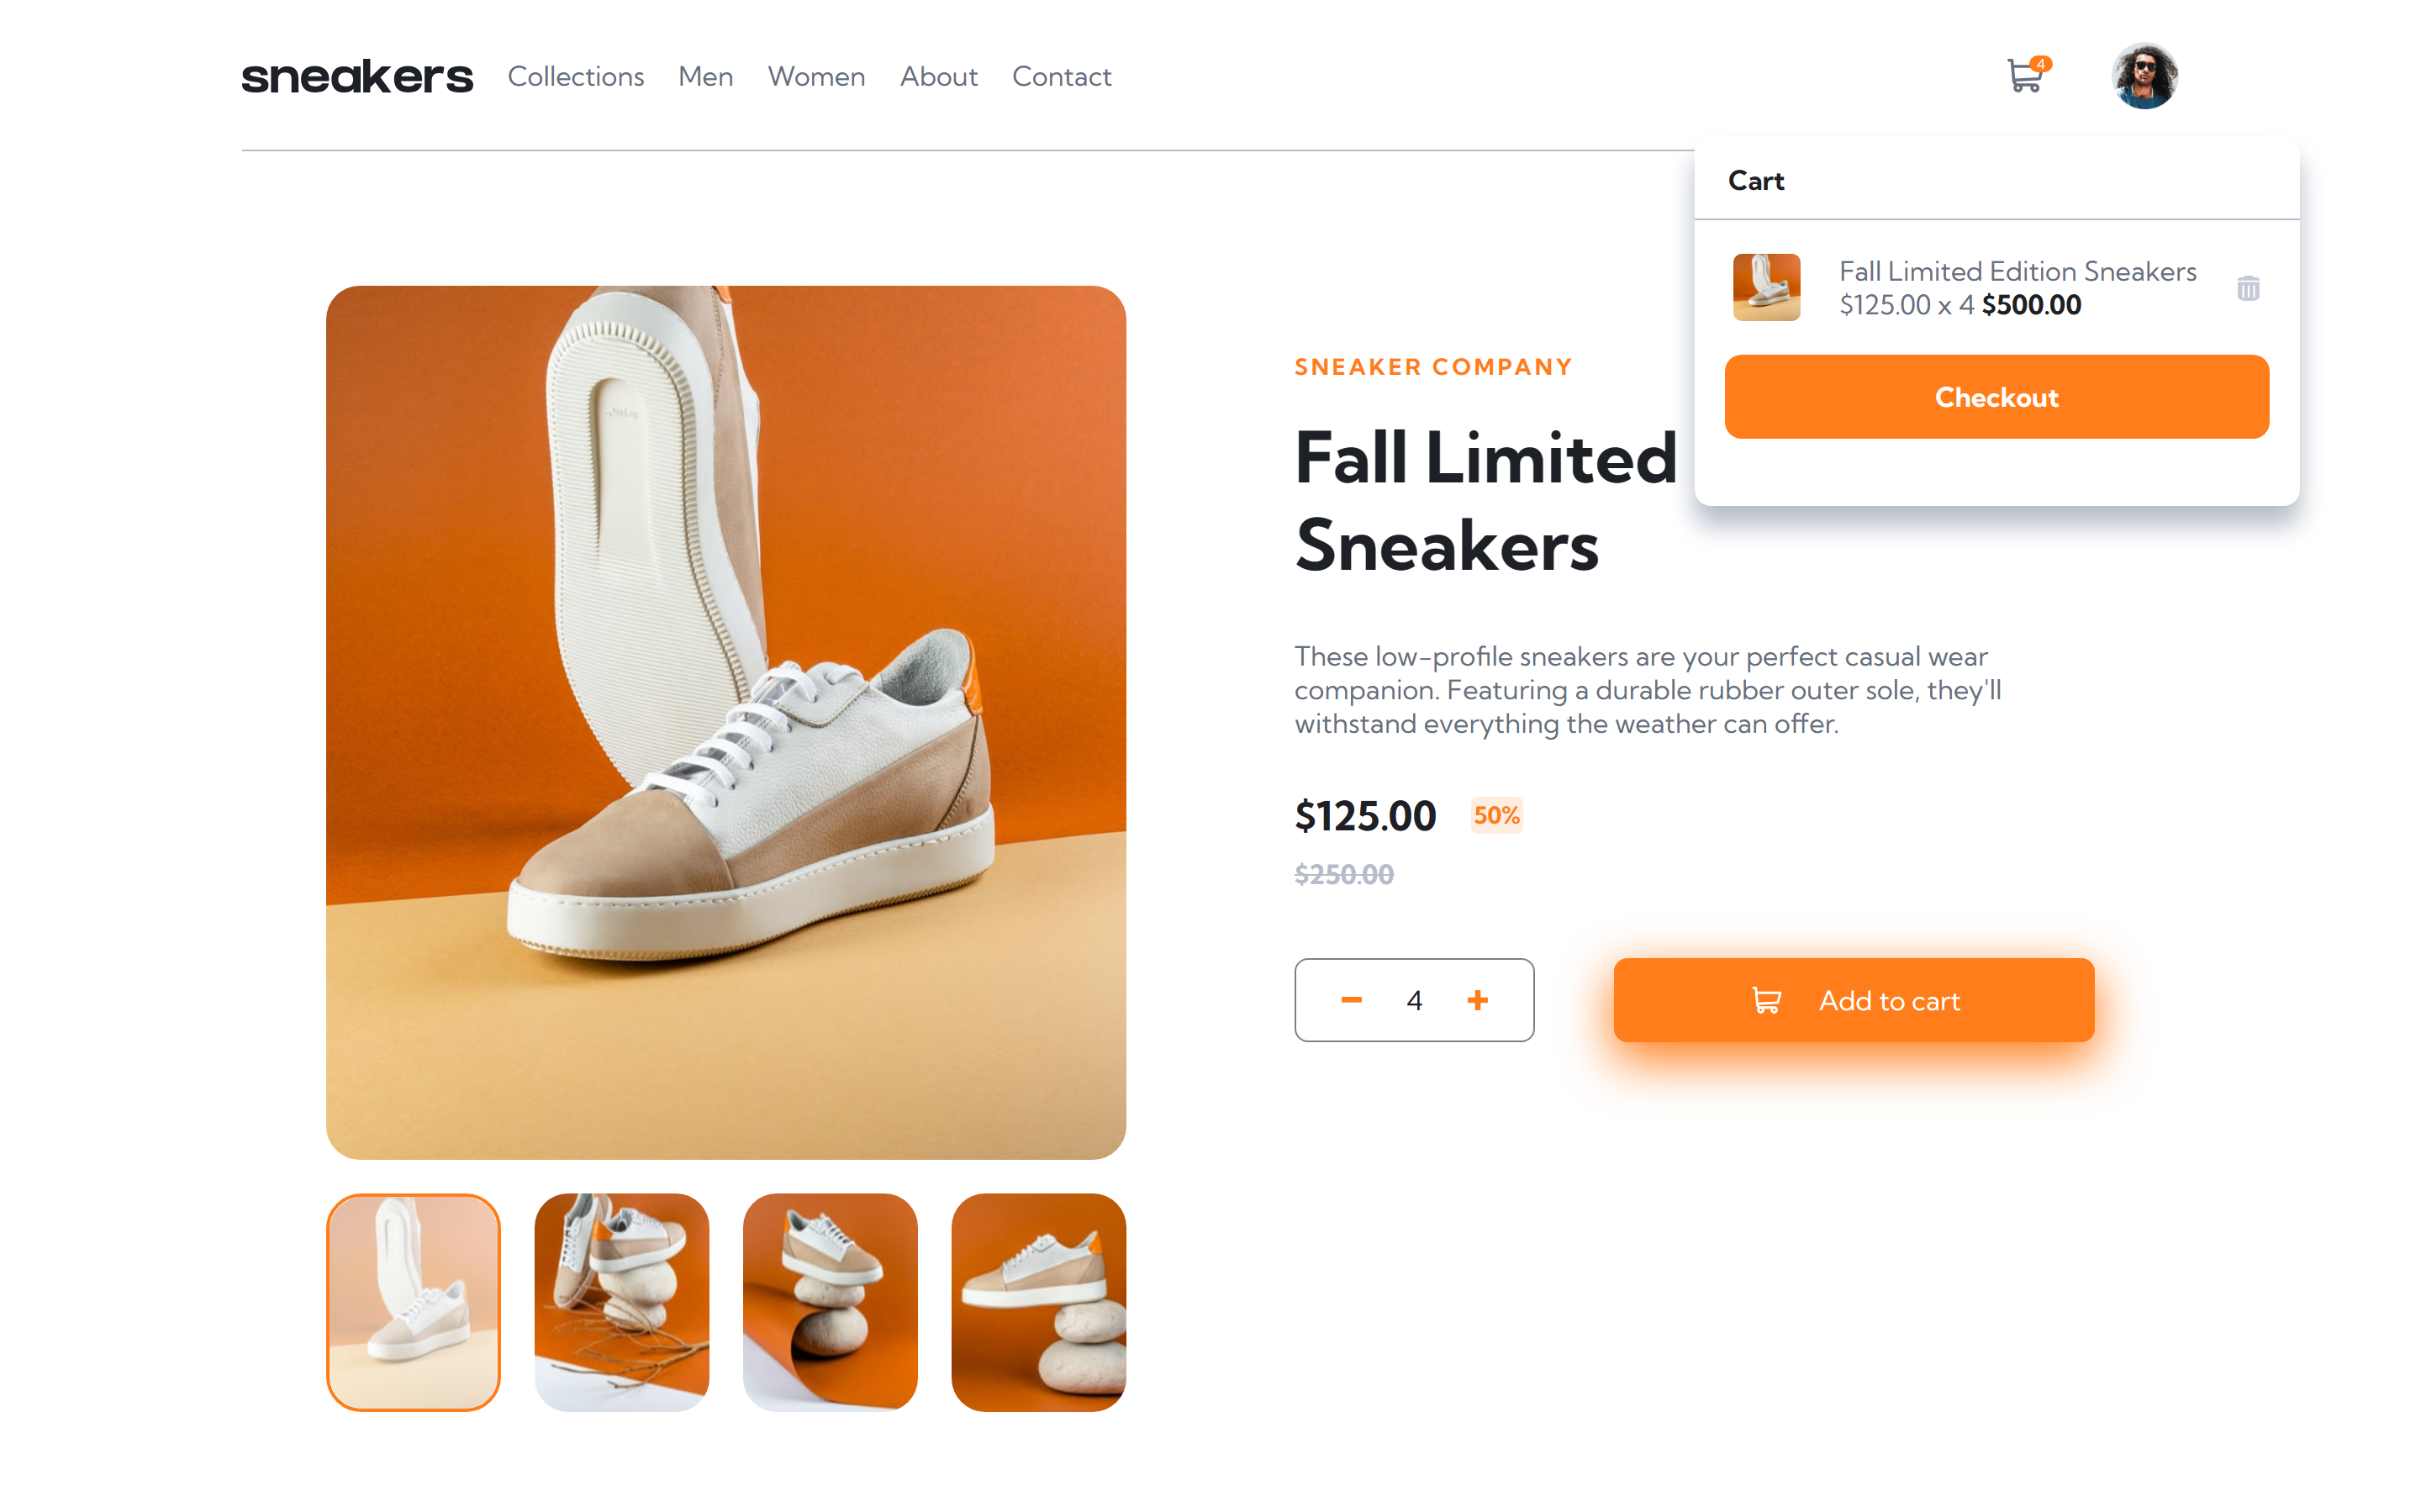 sneakers Collections Men Women About Contact 4
Cart
Fall Limited Edition Sneakers
$125.00 x 4 $500.00
Checkout
SNEAKER COMPANY
Fall Limited
Sneakers
These low-profile sneakers are your perfect casual wear
companion. Featuring a durable rubber outer sole, they'll
withstand everything the weather can offer.
$125.00 50%
$250.00
4 Add to cart